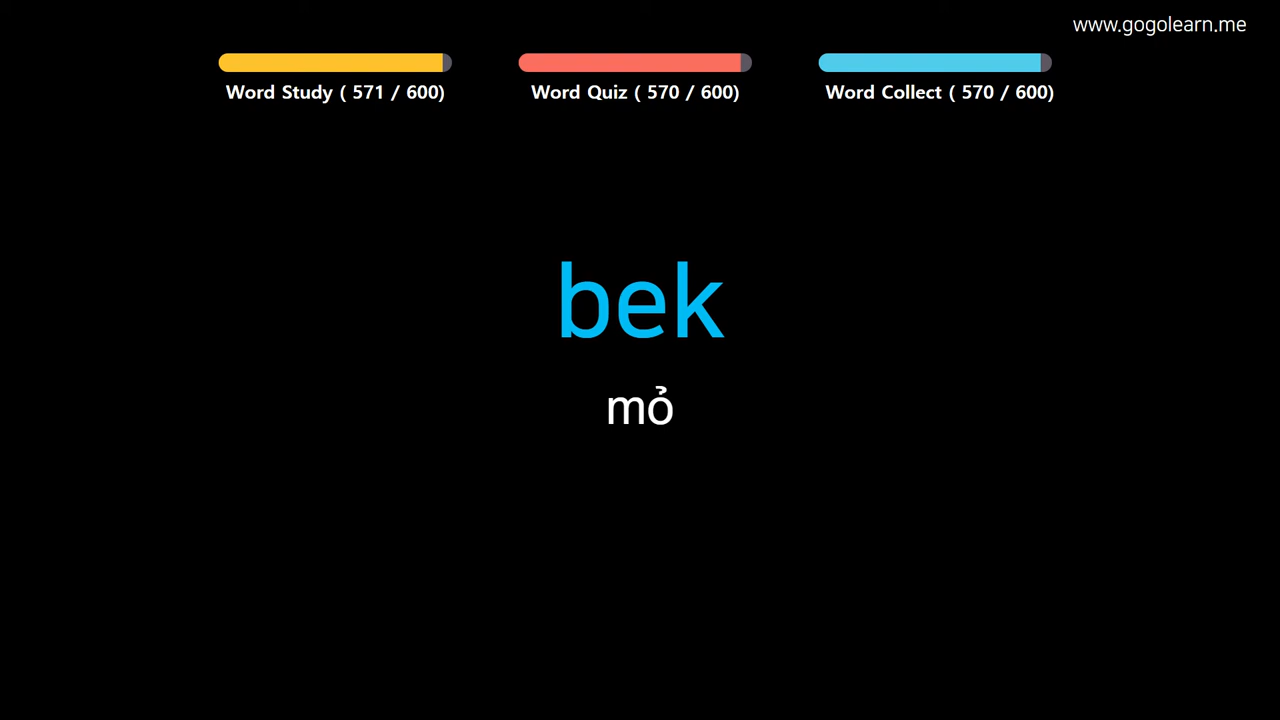 www.gogolearn.me
Word Study ( 571 / 600)
Word Quiz ( 570 / 600)
Word Collect ( 570 / 600)
bek
mỏ